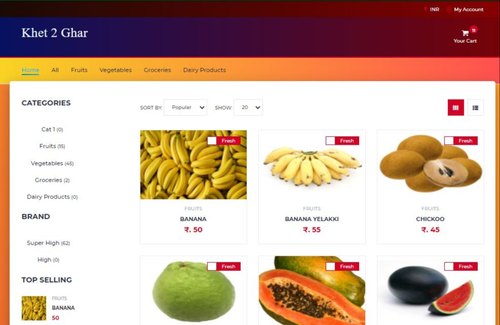 INR My Account
Khet 2 Ghar
Your Cart
Home All Fruits Vegetables Groceries Dairy Products
CATEGORIES
Cat 1 (0)
Fruits (15)
Vegetables (45)
Groceries (2)
Dairy Products (0)
BRAND
Super High (62)
High (0)
TOP SELLING
FRUITS
BANANA
50
SORT BY: Popular SHOW: 20
Fresh
FRUITS
BANANA
₹. 50
Fresh
FRUITS
BANANA YELAKKI
₹. 55
Fresh
FRUITS
CHICKOO
₹. 45
Fresh
Fresh
Fresh